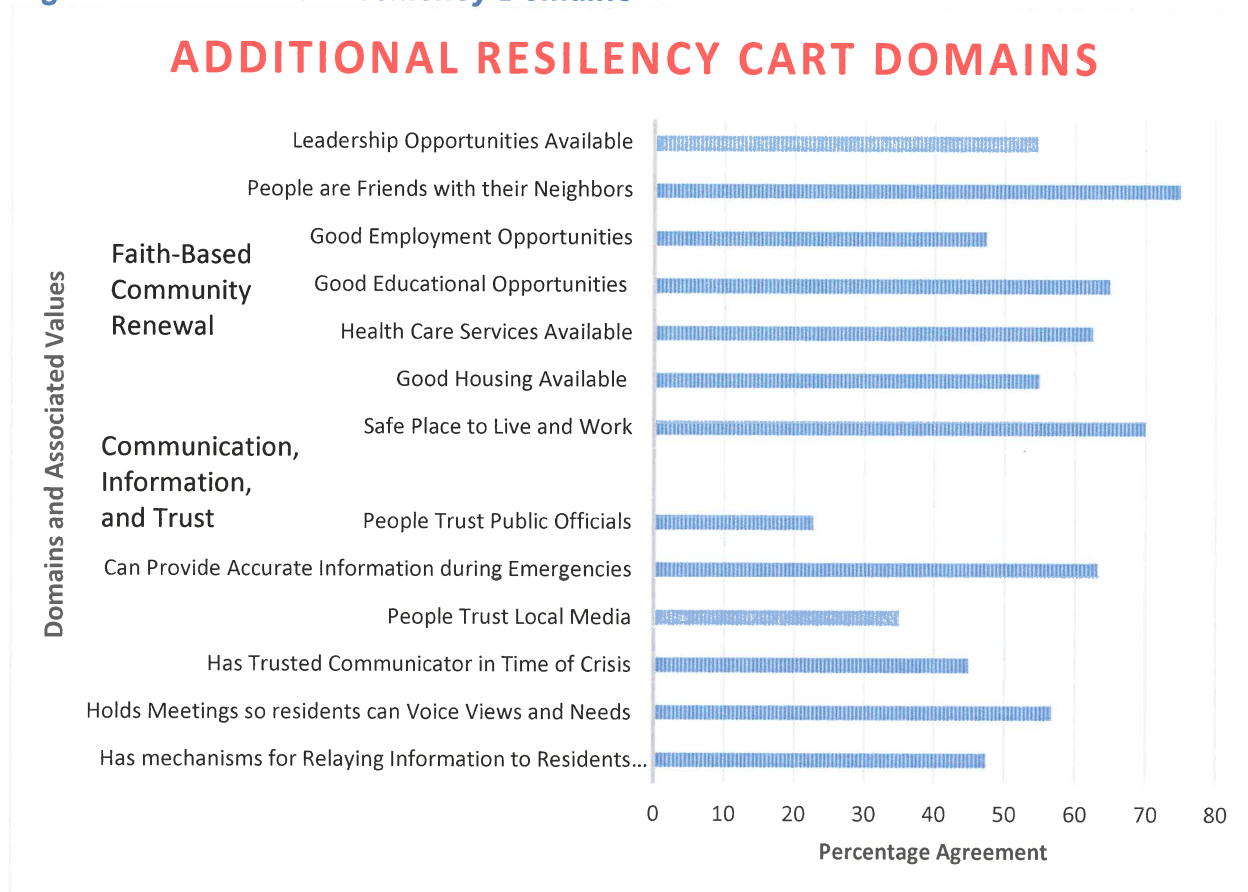 ADDITIONAL RESILENCY CART DOMAINS
Domains and Associated Values
Faith-Based
Community
Renewal
Leadership Opportunities Available
People are Friends with their Neighbors
Good Employment Opportunities
Good Educational Opportunities
Health Care Services Available
Good Housing Available
Safe Place to Live and Work
Communication,
Information,
and Trust
People Trust Public Officials
Can Provide Accurate Information during Emergencies
People Trust Local Media
Has Trusted Communicator in Time of Crisis
Holds Meetings so residents can Voice Views and Needs
Has mechanisms for Relaying Information to Residents...
0 10 20 30 40 50 60 70 80
Percentage Agreement